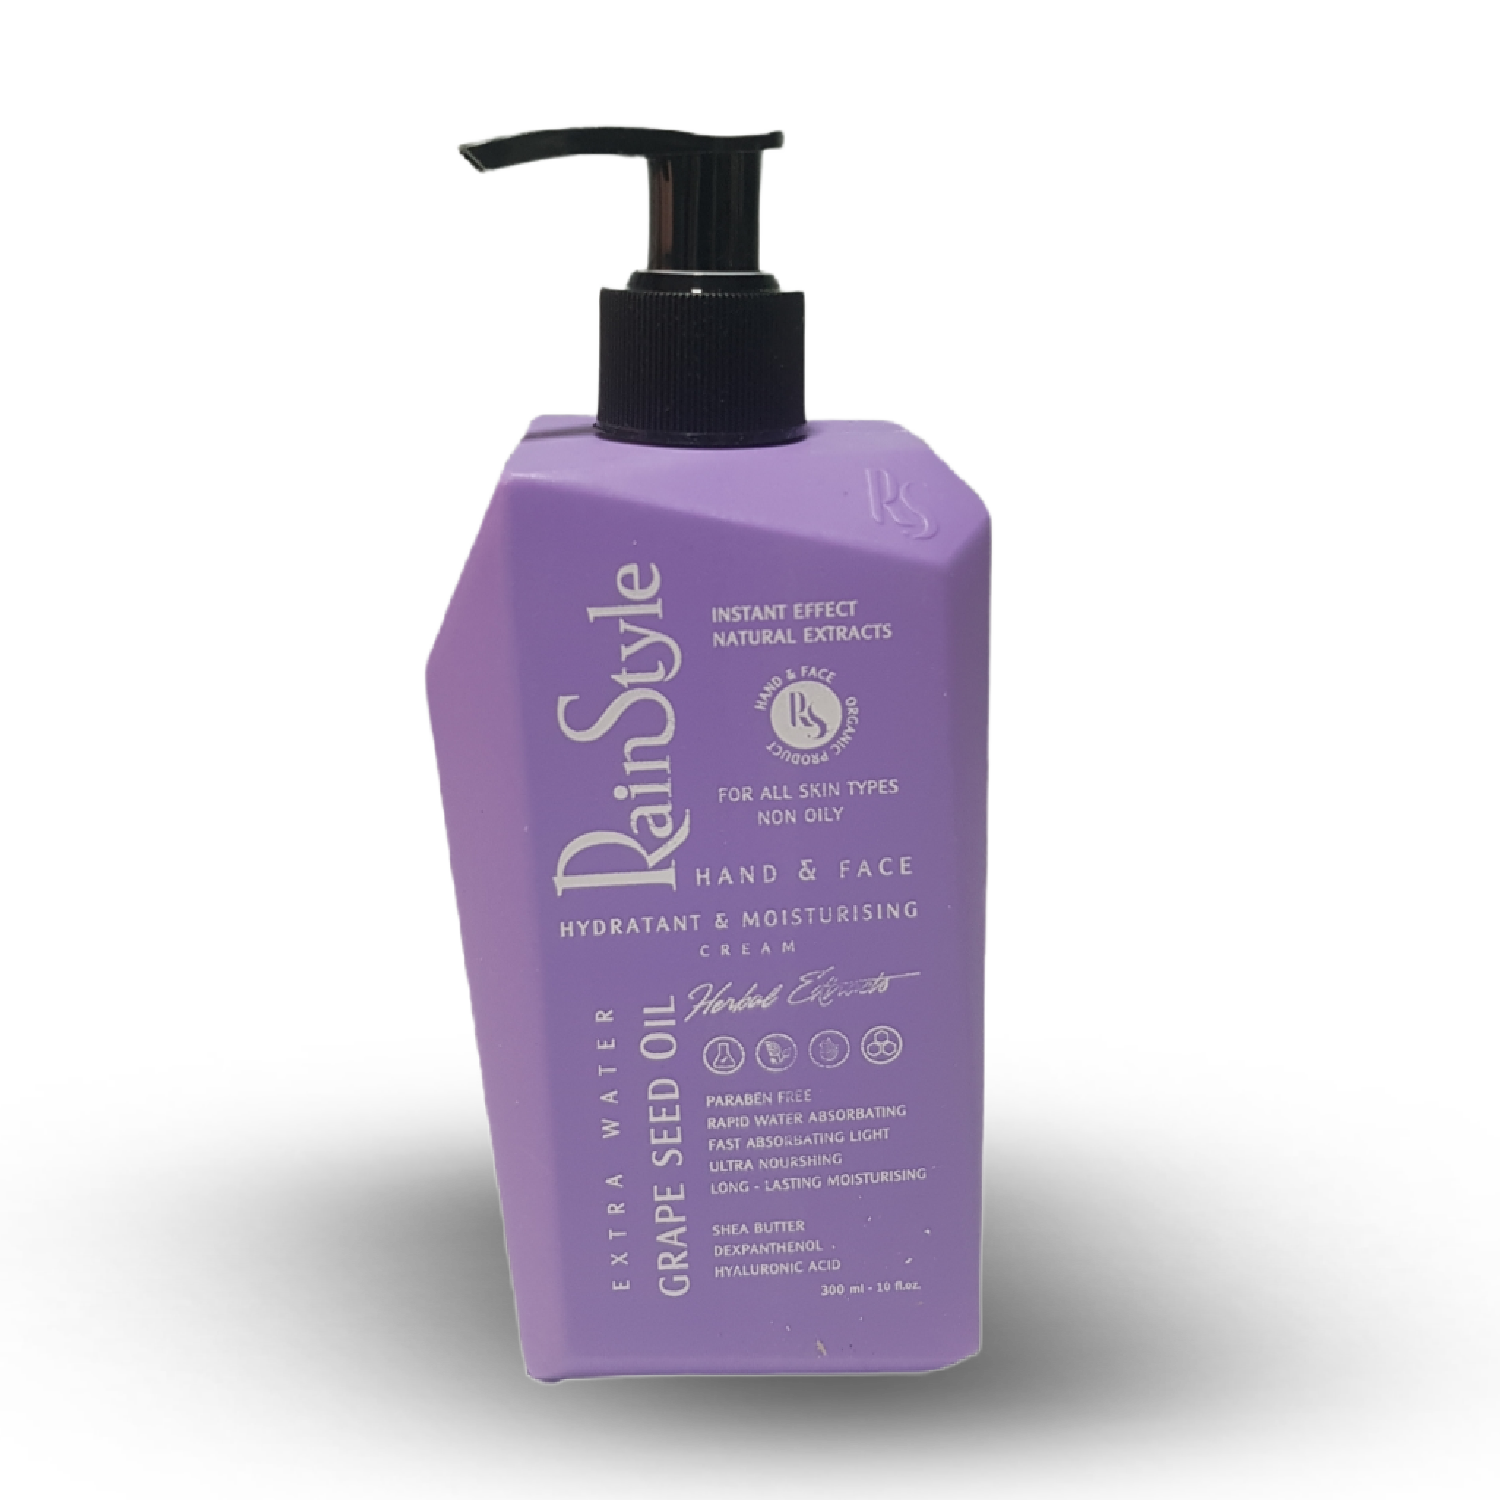 RS
RainStyle
INSTANT EFFECT
NATURAL EXTRACTS
HAND & FACE
ORGANIC PRODUCT
RS
FOR ALL SKIN TYPES
NON OILY
HAND & FACE
HYDRATANT & MOISTURISING
CREAM
Herbal Extracts
EXTRA WATER
GRAPE SEED OIL
PARABEN FREE
RAPID WATER ABSORBATING
FAST ABSORBATING LIGHT
ULTRA NOURSHING
LONG - LASTING MOISTURISING
SHEA BUTTER
DEXPANTHENOL
HYALURONIC ACID
300 ml - 10 fl.oz.